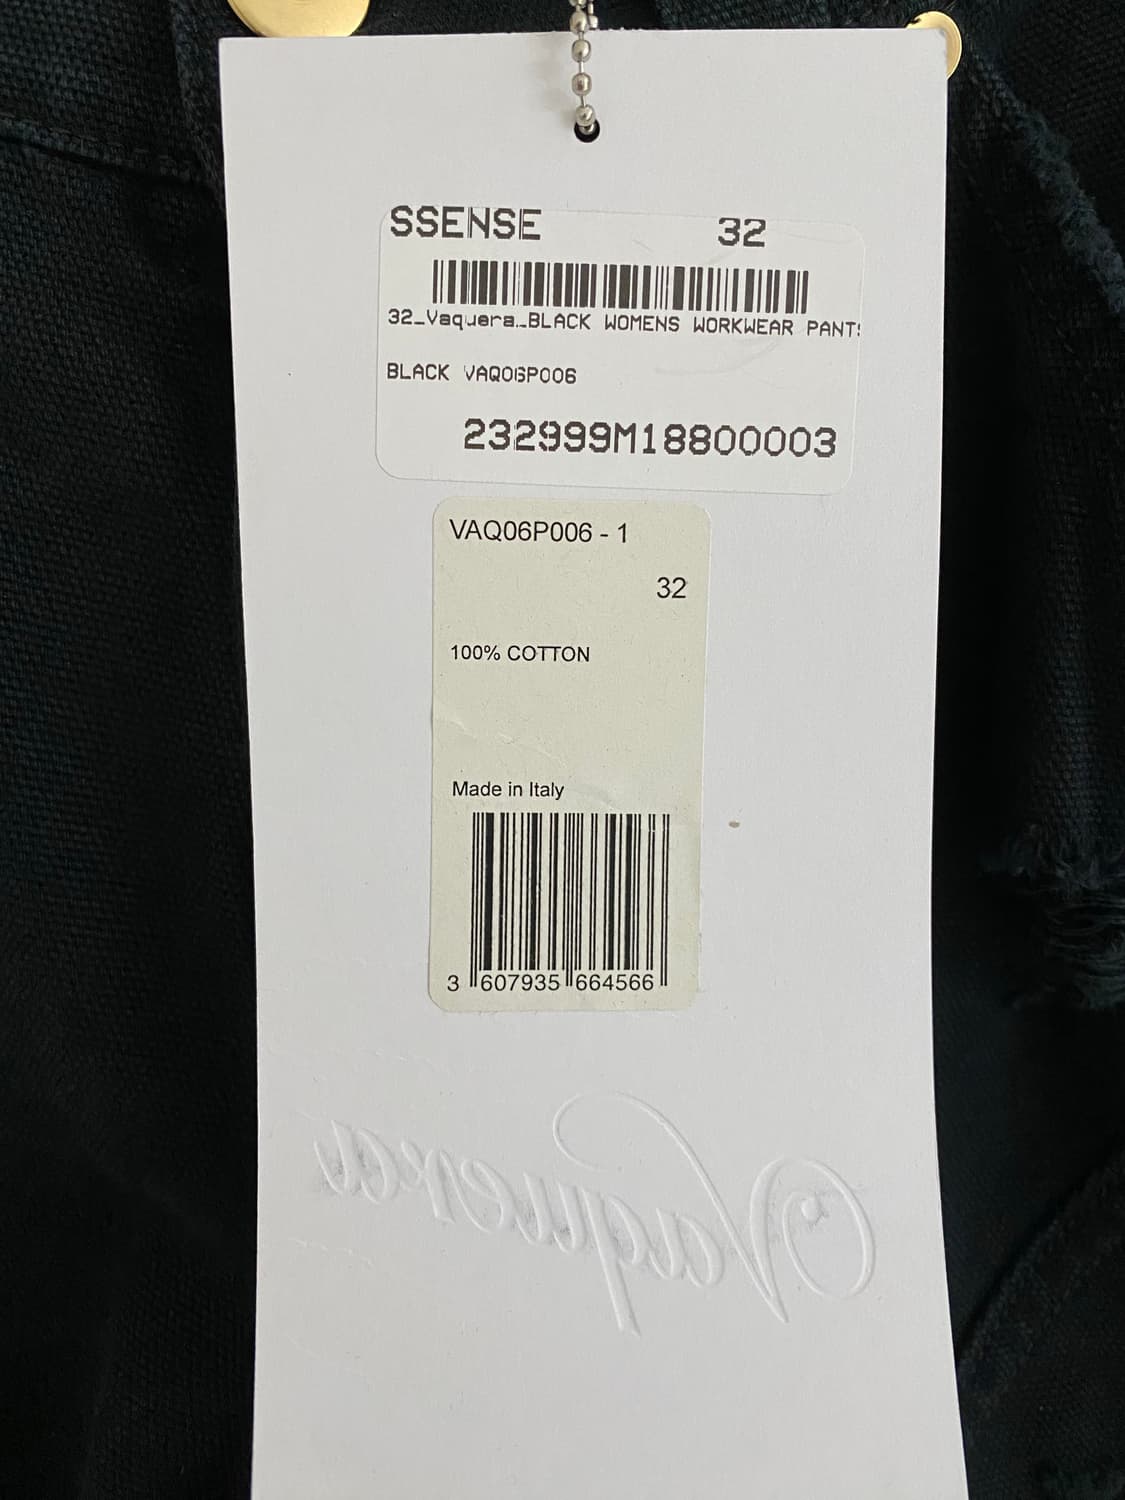 SSENSE 32
32_Vaquera_BLACK WOMENS WORKWEAR PANTS
BLACK VAQ06P006
232999M18800003
VAQ06P006 - 1
32
100% COTTON
Made in Italy
3 607935 664566
Vaquera